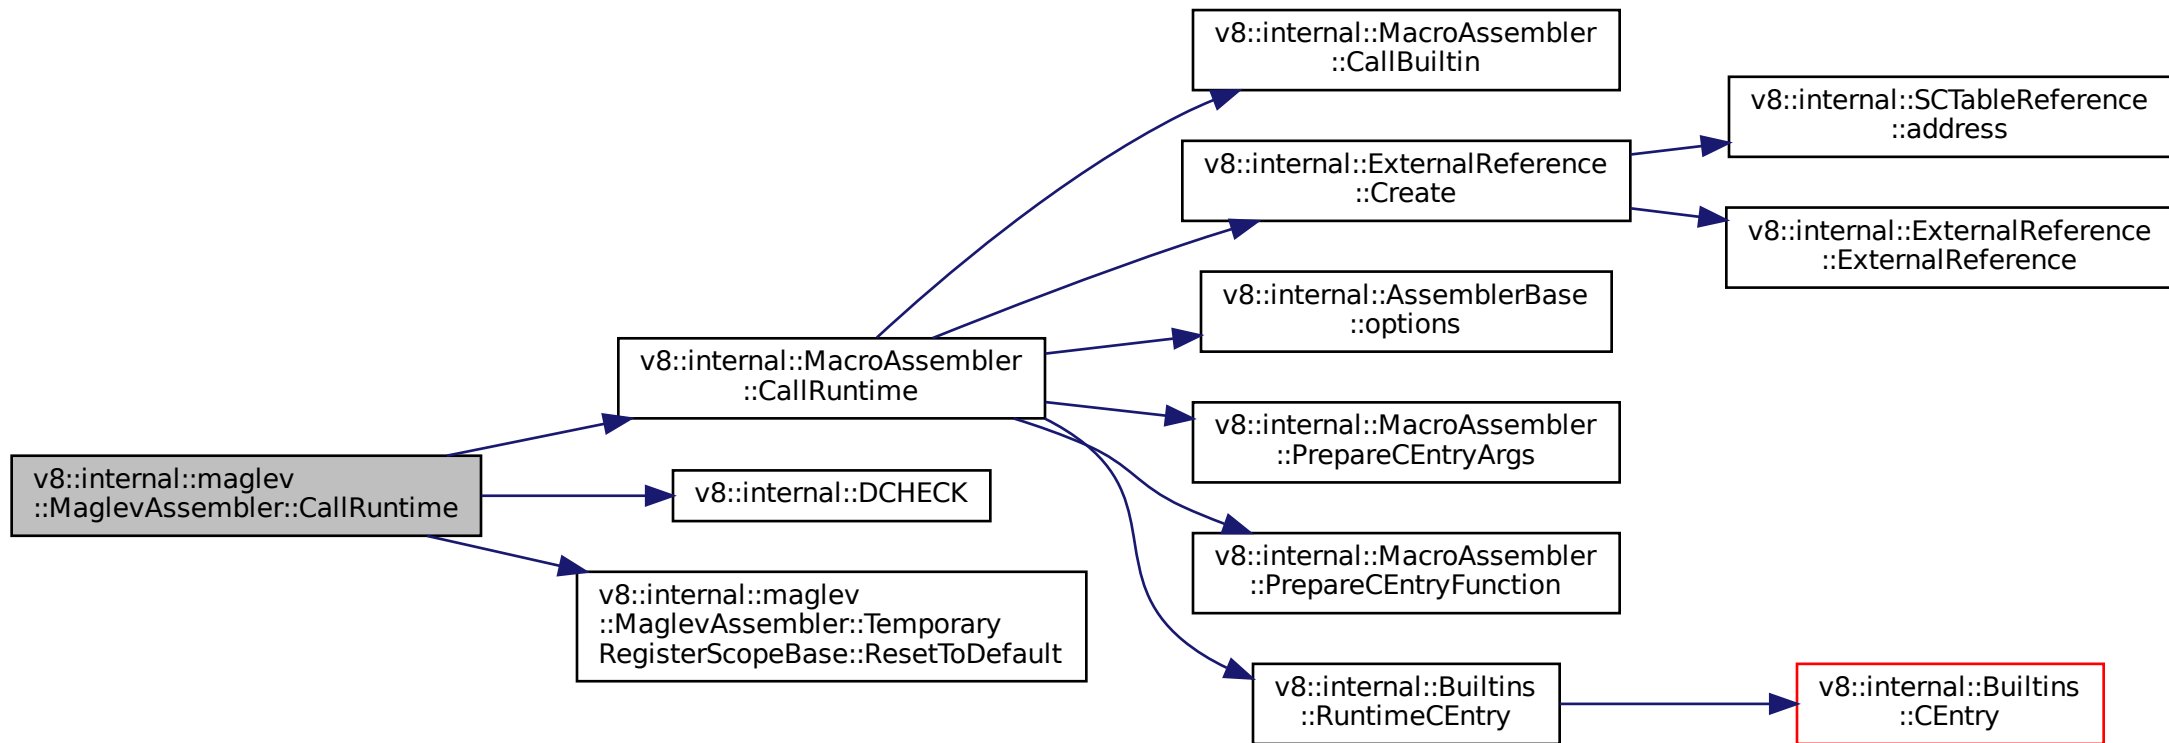 v8::internal::MacroAssembler
::CallBuiltin
v8::internal::SCTableReference
::address
v8::internal::ExternalReference
::Create
v8::internal::ExternalReference
::ExternalReference
v8::internal::AssemblerBase
::options
v8::internal::MacroAssembler
::CallRuntime
v8::internal::MacroAssembler
::PrepareCEntryArgs
v8::internal::maglev
::MaglevAssembler::CallRuntime
v8::internal::DCHECK
v8::internal::MacroAssembler
::PrepareCEntryFunction
v8::internal::maglev
::MaglevAssembler::Temporary
RegisterScopeBase::ResetToDefault
v8::internal::Builtins
::RuntimeCEntry
v8::internal::Builtins
::CEntry